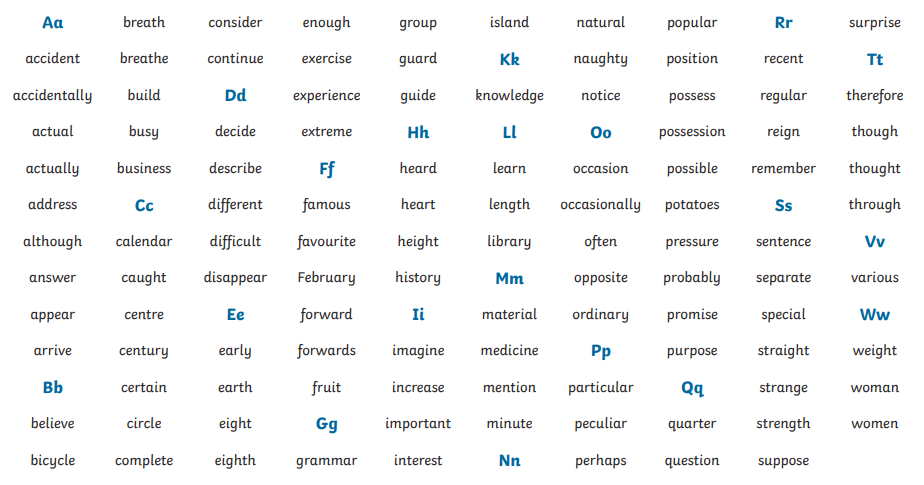 Aa
accident
accidentally
actual
actually
address
although
answer
appear
arrive
Bb
believe
bicycle
breath
breathe
build
busy
business
Cc
calendar
caught
centre
century
certain
circle
complete
consider
continue
Dd
decide
describe
different
difficult
disappear
Ee
early
earth
eight
eighth
enough
exercise
experience
extreme
Ff
famous
favourite
February
forward
forwards
fruit
Gg
grammar
group
guard
guide
Hh
heard
heart
height
history
Ii
imagine
increase
important
interest
island
Kk
knowledge
Ll
learn
length
library
Mm
material
medicine
mention
minute
Nn
natural
naughty
notice
Oo
occasion
occasionally
often
opposite
ordinary
Pp
particular
peculiar
perhaps
popular
position
possess
possession
possible
potatoes
pressure
probably
promise
purpose
Qq
quarter
question
Rr
recent
regular
reign
remember
Ss
sentence
separate
special
straight
strange
strength
suppose
surprise
Tt
therefore
though
thought
through
Vv
various
Ww
weight
woman
women